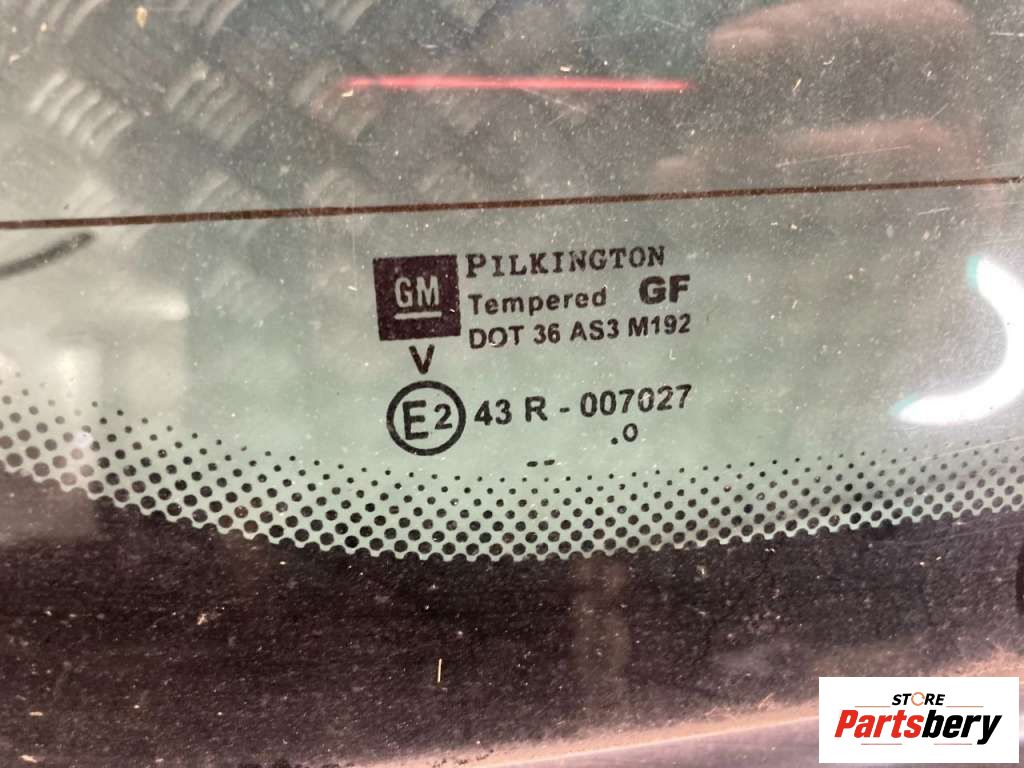 GM
PILKINGTON
Tempered GF
DOT 36 AS3 M192
V
E2 43 R - 007027
.0
--
STORE
Partsbery